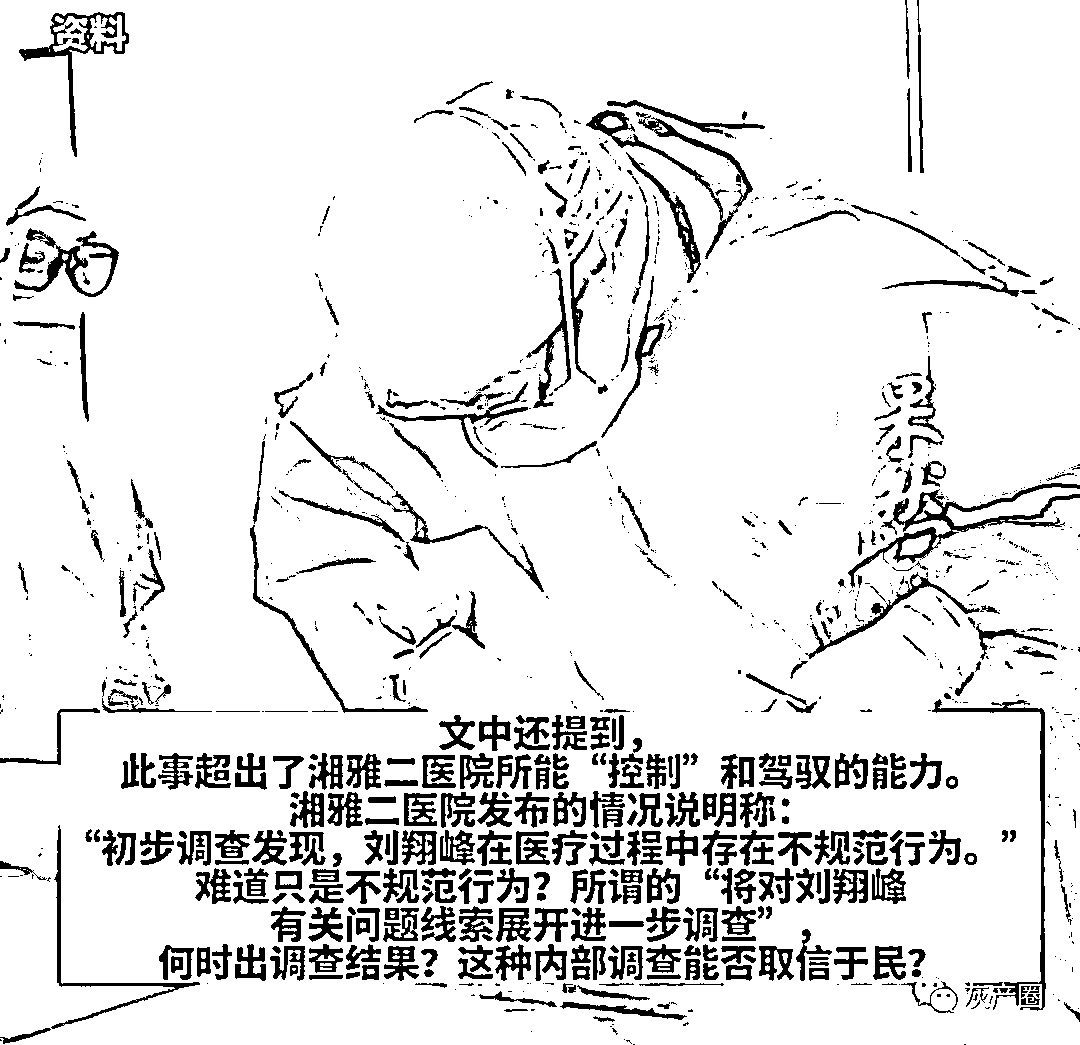 资料
文中还提到，
此事超出了湘雅二医院所能“控制”和驾驭的能力。
湘雅二医院发布的情况说明称：
“初步调查发现，刘翔峰在医疗过程中存在不规范行为。”
难道只是不规范行为？所谓的“将对刘翔峰
有关问题线索展开进一步调查”，
何时出调查结果？这种内部调查能否取信于民？
灰产圈